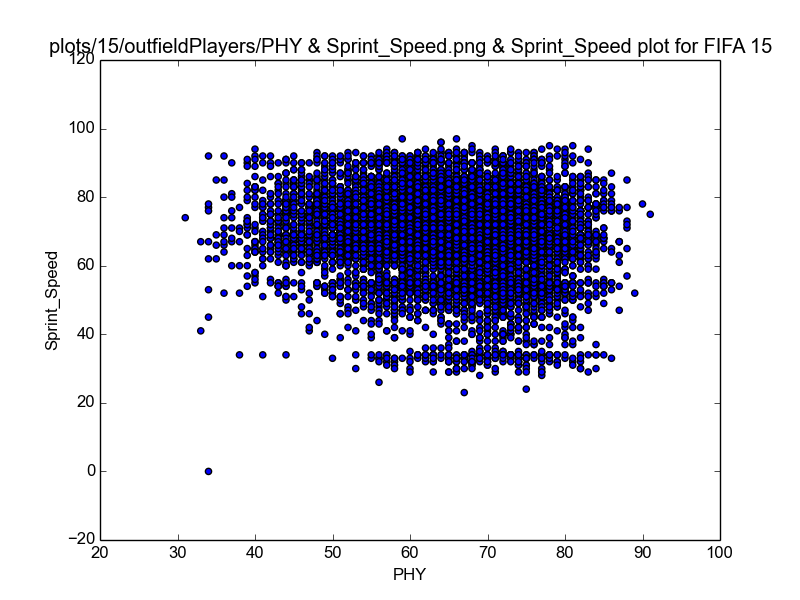 plots/15/outfieldPlayers/PHY & Sprint_Speed.png & Sprint_Speed plot for FIFA 15
120
100
80
60
40
20
0
−20
Sprint_Speed
20 30 40 50 60 70 80 90 100
PHY